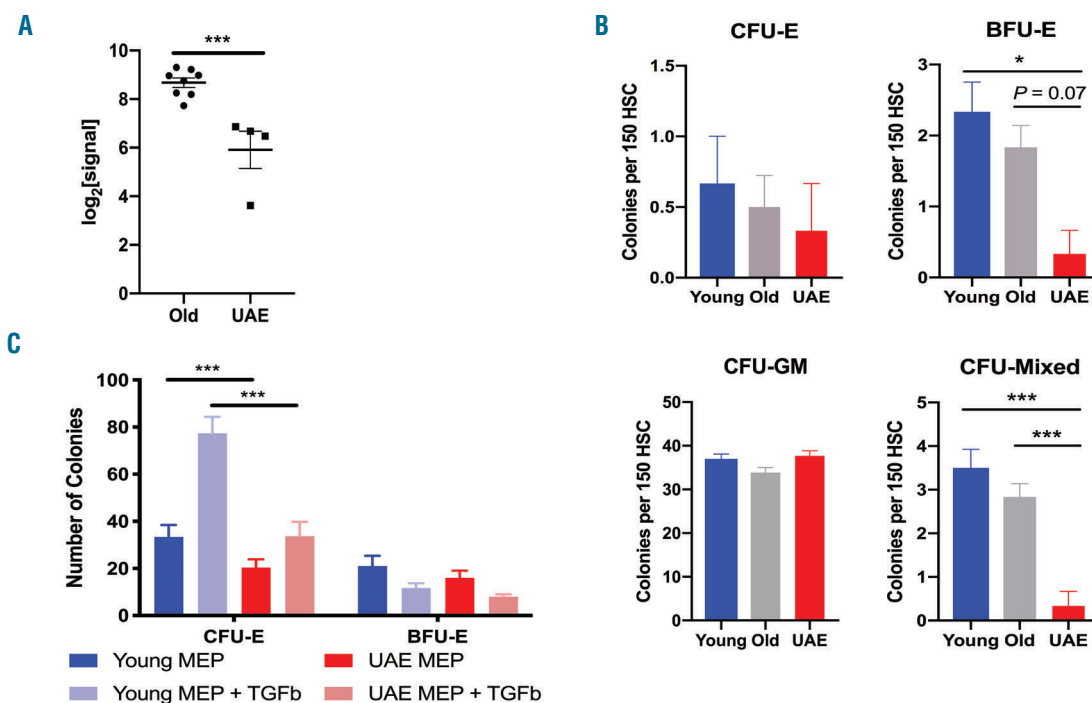 A
***
10
8
6
4
2
0
log2[signal]
Old UAE
B
CFU-E
1.5
1.0
0.5
0.0
Colonies per 150 HSC
Young Old UAE
BFU-E
*
P = 0.07
3
2
1
0
Colonies per 150 HSC
Young Old UAE
CFU-GM
50
40
30
20
10
0
Colonies per 150 HSC
Young Old UAE
CFU-Mixed
***
***
5
4
3
3
2
1
0
Colonies per 150 HSC
Young Old UAE
C
***
***
100
80
60
40
20
0
Number of Colonies
CFU-E BFU-E
Young MEP UAE MEP
Young MEP + TGFb UAE MEP + TGFb